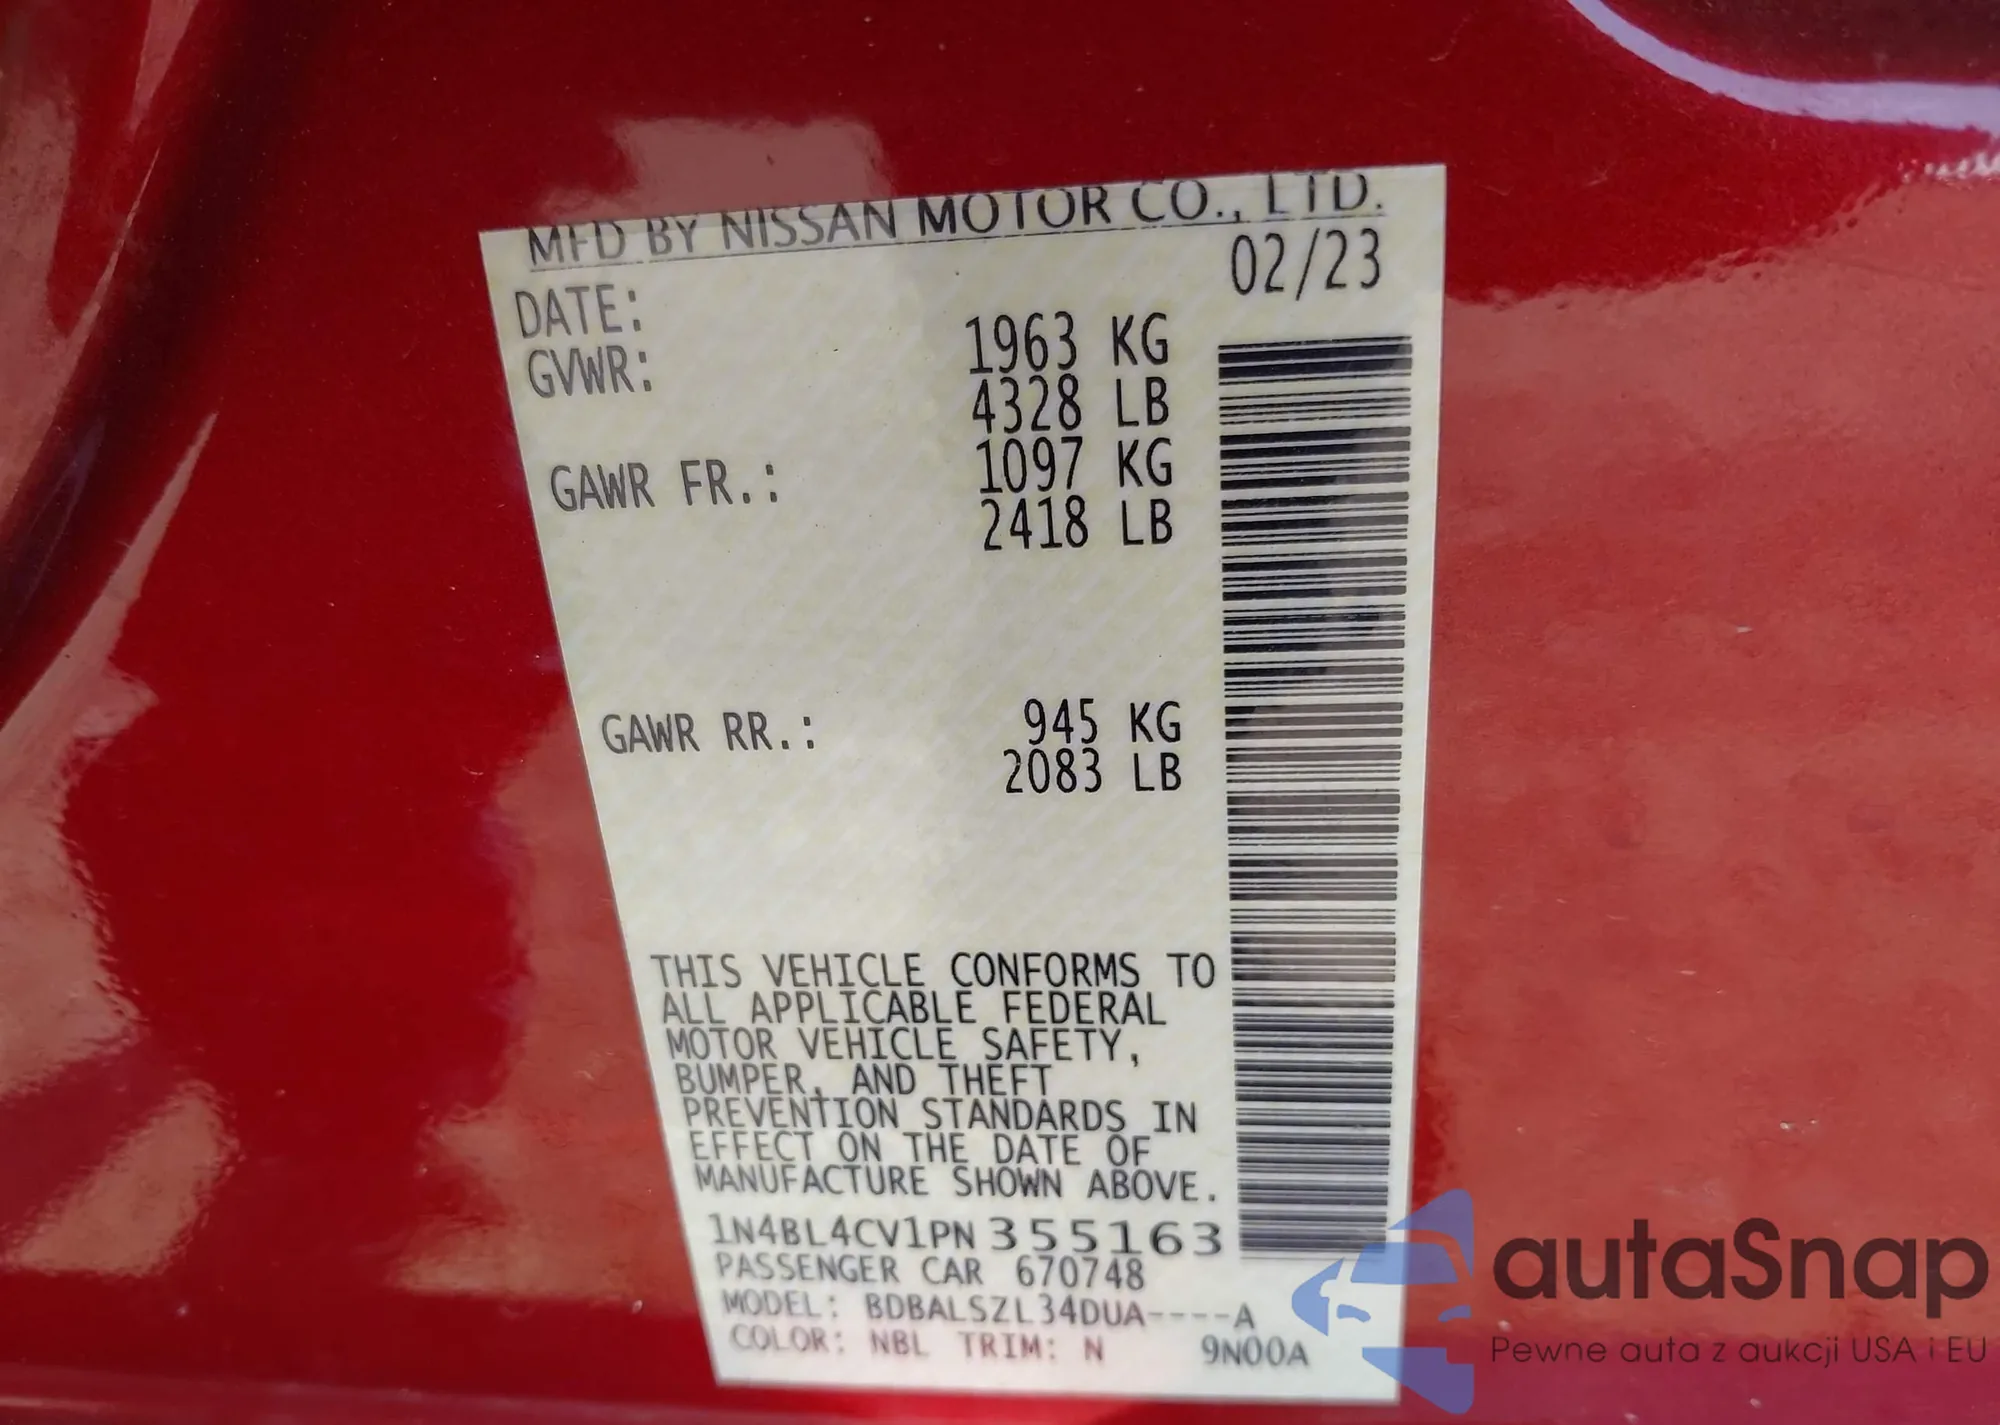 MFD BY NISSAN MOTOR CO., LTD.
DATE: 02/23
GVWR: 1963 KG
4328 LB
GAWR FR.: 1097 KG
2418 LB
GAWR RR.: 945 KG
2083 LB
THIS VEHICLE CONFORMS TO
ALL APPLICABLE FEDERAL
MOTOR VEHICLE SAFETY,
BUMPER, AND THEFT
PREVENTION STANDARDS IN
EFFECT ON THE DATE OF
MANUFACTURE SHOWN ABOVE.
1N4BL4CV1PN355163
PASSENGER CAR 670748
MODEL: BDBALSZL34DUA----A
COLOR: NBL TRIM: N 9N00A
autaSnap
Pewne auta z aukcji USA i EU